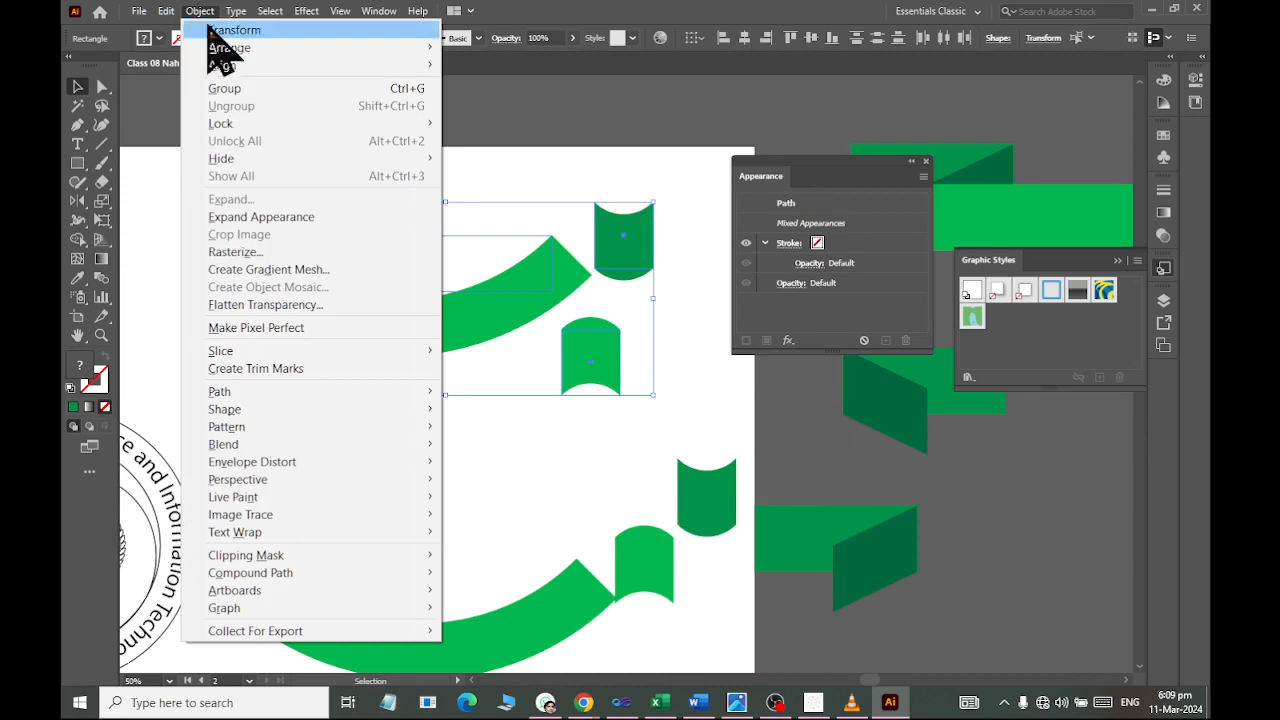 File Edit Object Type Select Effect View Window Help
Essentials Classic
Search Adobe Stock
Rectangle
Basic
Opacity: 100%
Style:
Shape:
Transform
Class 08 Nah
Transform
Arrange
Align
Group Ctrl+G
Ungroup Shift+Ctrl+G
Lock
Unlock All Alt+Ctrl+2
Hide
Show All Alt+Ctrl+3
Expand...
Expand Appearance
Crop Image
Rasterize...
Create Gradient Mesh...
Create Object Mosaic...
Flatten Transparency...
Make Pixel Perfect
Slice
Create Trim Marks
Path
Shape
Pattern
Blend
Envelope Distort
Perspective
Live Paint
Image Trace
Text Wrap
Clipping Mask
Compound Path
Artboards
Graph
Collect For Export
Appearance
Path
Mixed Appearances
Stroke:
Opacity: Default
Opacity: Default
Graphic Styles
ce and Information Techno
50%
2
Selection
Type here to search
ENG
6:09 pm
11-Mar-2024